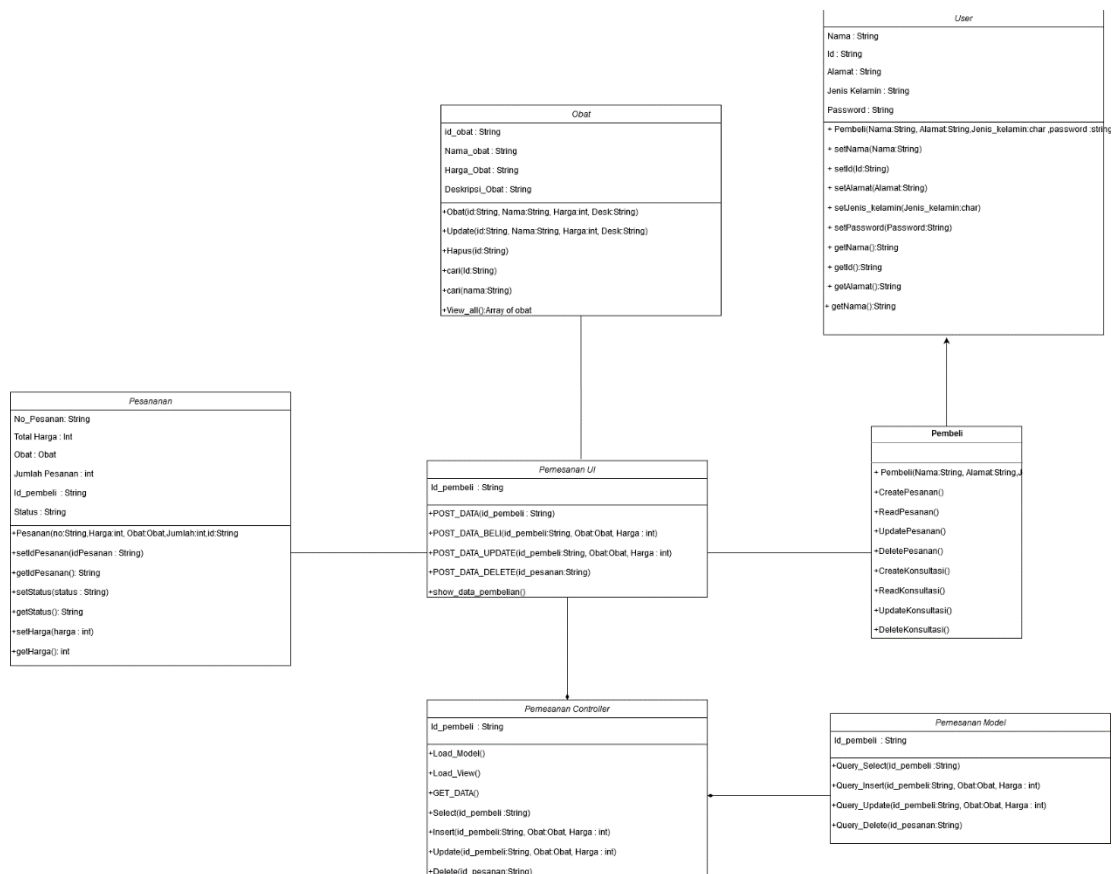 User
Nama : String
Id : String
Alamat : String
Jenis Kelamin : String
Password : String
+ Pembeli(Nama:String, Alamat:String,Jenis_kelamin:char ,password :string
+ setNama(Nama:String)
+ setId(Id:String)
+ setAlamat(Alamat:String)
+ setJenis_kelamin(Jenis_kelamin:char)
+ setPassword(Password:String)
+ getNama():String
+ getId():String
+ getAlamat():String
+ getNama():String
Obat
id_obat : String
Nama_obat : String
Harga_Obat : String
Deskripsi_Obat : String
+Obat(id:String, Nama:String, Harga:int, Desk:String)
+Update(id:String, Nama:String, Harga:int, Desk:String)
+Hapus(id:String)
+cari(Id:String)
+cari(nama:String)
+View_all():Array of obat
Pesananan
No_Pesanan: String
Total Harga : Int
Obat : Obat
Jumlah Pesanan : int
Id_pembeli : String
Status : String
+Pesanan(no:String,Harga:int, Obat:Obat,Jumlah:int,id:String
+setIdPesanan(idPesanan : String)
+getIdPesanan(): String
+setStatus(status : String)
+getStatus(): String
+setHarga(harga : int)
+getHarga(): int
Pemesanan UI
Id_pembeli : String
+POST_DATA(id_pembeli : String)
+POST_DATA_BELI(id_pembeli:String, Obat:Obat, Harga : int)
+POST_DATA_UPDATE(id_pembeli:String, Obat:Obat, Harga : int)
+POST_DATA_DELETE(id_pesanan:String)
+show_data_pembelian()
Pembeli
+ Pembeli(Nama:String, Alamat:String,J
+CreatePesanan()
+ReadPesanan()
+UpdatePesanan()
+DeletePesanan()
+CreateKonsultasi()
+ReadKonsultasi()
+UpdateKonsultasi()
+DeleteKonsultasi()
Pemesanan Controller
Id_pembeli : String
+Load_Model()
+Load_View()
+GET_DATA()
+Select(id_pembeli :String)
+Insert(id_pembeli:String, Obat:Obat, Harga : int)
+Update(id_pembeli:String, Obat:Obat, Harga : int)
+Delete(id_pesanan:String)
Pemesanan Model
Id_pembeli : String
+Query_Select(id_pembeli :String)
+Query_Insert(id_pembeli:String, Obat:Obat, Harga : int)
+Query_Update(id_pembeli:String, Obat:Obat, Harga : int)
+Query_Delete(id_pesanan:String)